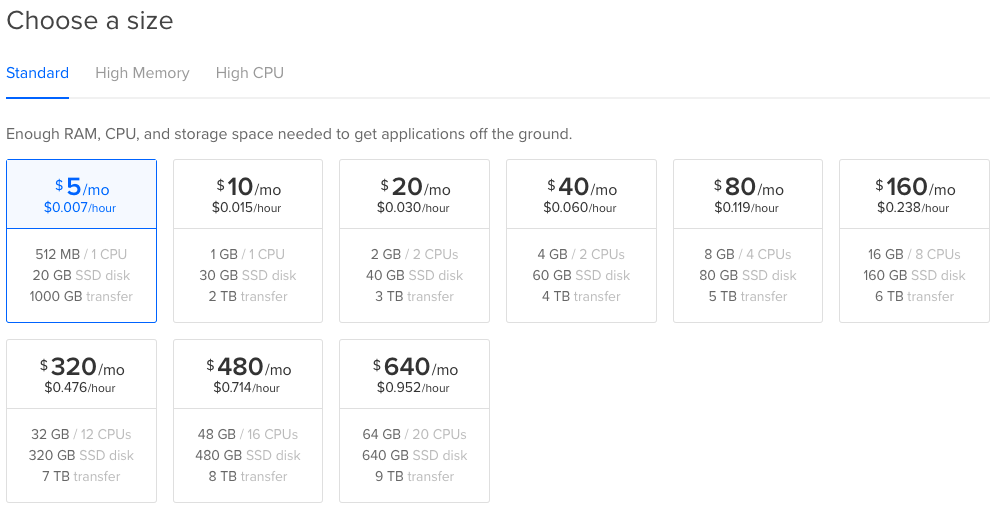 Choose a size
Standard High Memory High CPU
Enough RAM, CPU, and storage space needed to get applications off the ground.
$5/mo
$0.007/hour
512 MB / 1 CPU
20 GB SSD disk
1000 GB transfer
$10/mo
$0.015/hour
1 GB / 1 CPU
30 GB SSD disk
2 TB transfer
$20/mo
$0.030/hour
2 GB / 2 CPUs
40 GB SSD disk
3 TB transfer
$40/mo
$0.060/hour
4 GB / 2 CPUs
60 GB SSD disk
4 TB transfer
$80/mo
$0.119/hour
8 GB / 4 CPUs
80 GB SSD disk
5 TB transfer
$160/mo
$0.238/hour
16 GB / 8 CPUs
160 GB SSD disk
6 TB transfer
$320/mo
$0.476/hour
32 GB / 12 CPUs
320 GB SSD disk
7 TB transfer
$480/mo
$0.714/hour
48 GB / 16 CPUs
480 GB SSD disk
8 TB transfer
$640/mo
$0.952/hour
64 GB / 20 CPUs
640 GB SSD disk
9 TB transfer